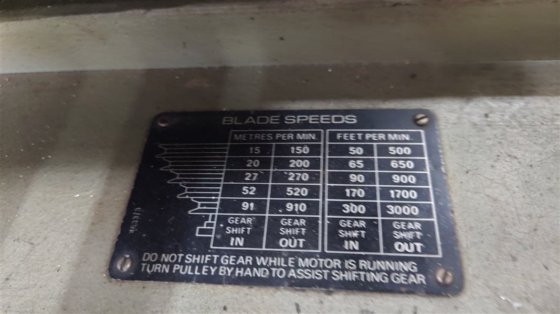 BLADE SPEEDS
METRES PER MIN. FEET PER MIN.
15 150 50 500
20 200 65 650
27 270 90 900
52 520 170 1700
91 910 300 3000
GEAR SHIFT IN GEAR SHIFT OUT GEAR SHIFT IN GEAR SHIFT OUT
DO NOT SHIFT GEAR WHILE MOTOR IS RUNNING
TURN PULLEY BY HAND TO ASSIST SHIFTING GEAR